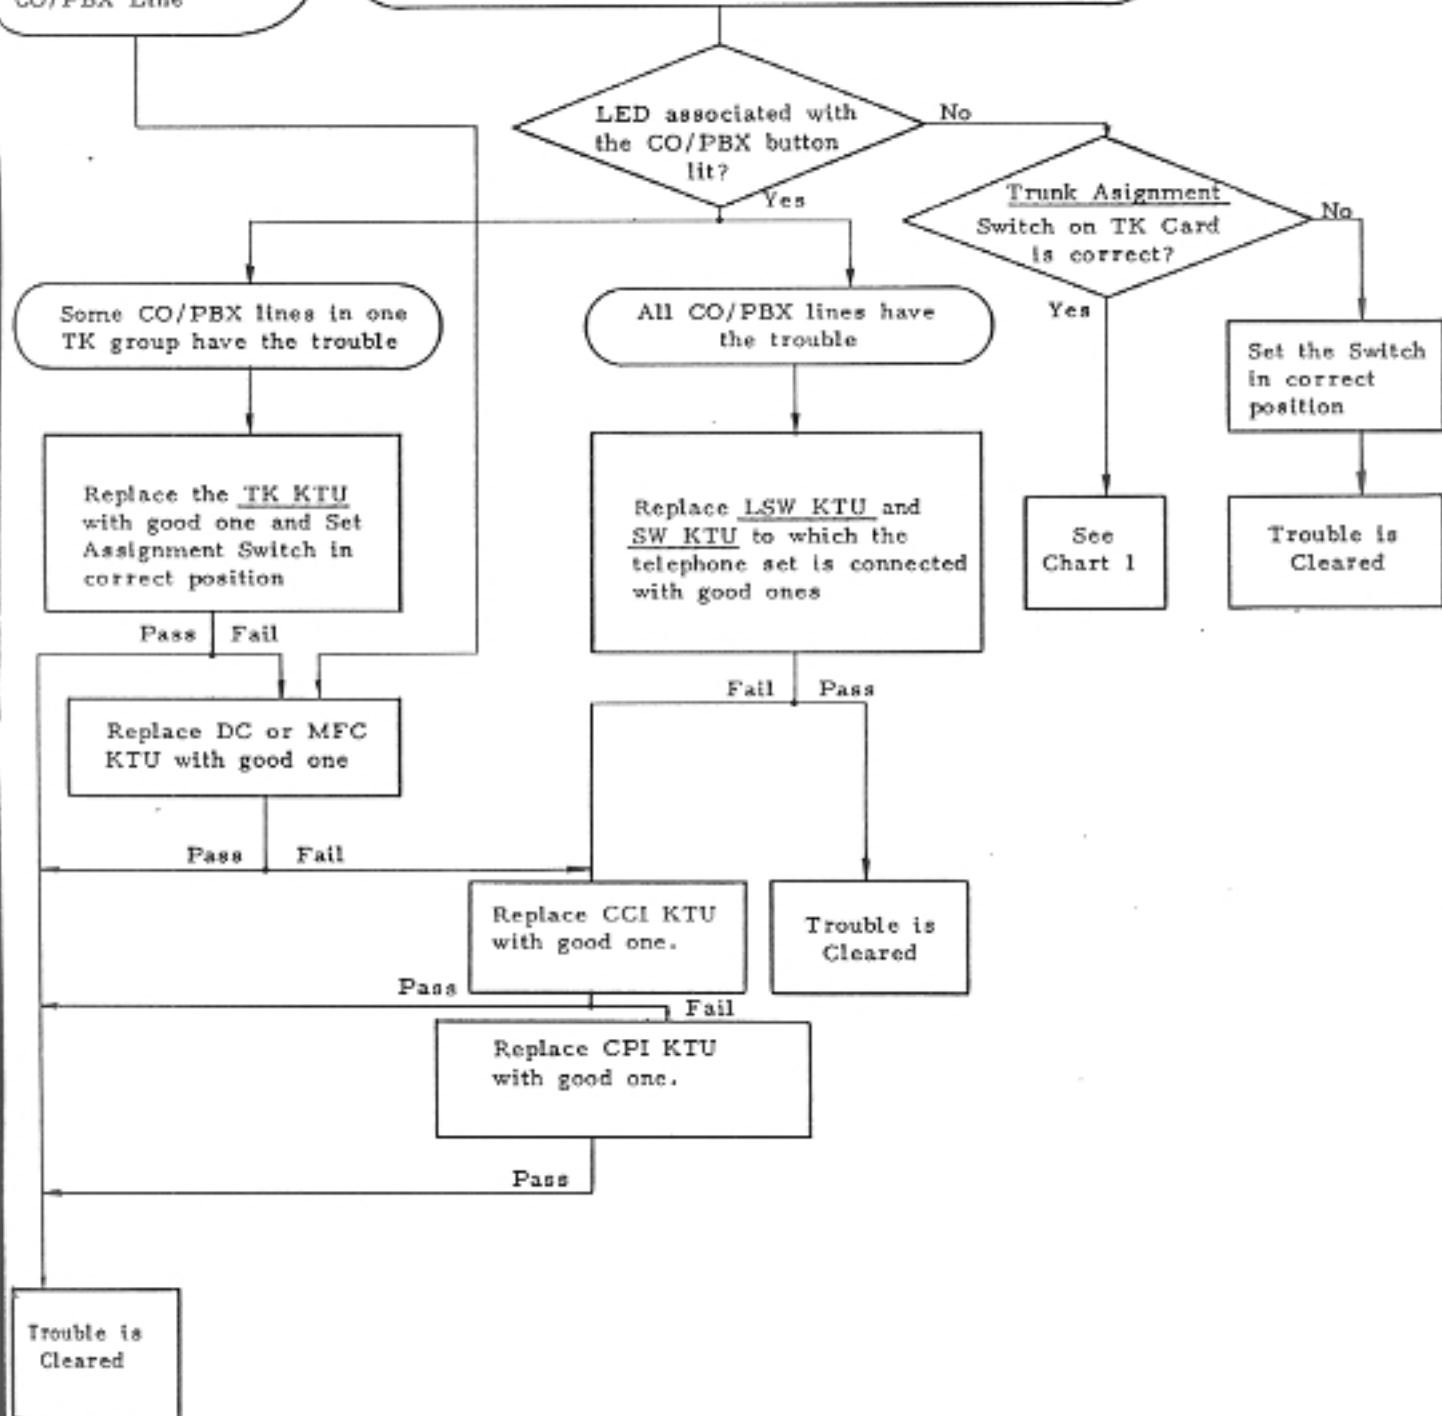 CO/PBX Line
LED associated with
the CO/PBX button
lit?
No
Yes
Trunk Asignment
Switch on TK Card
is correct?
No
Yes
Some CO/PBX lines in one
TK group have the trouble
All CO/PBX lines have
the trouble
Set the Switch
in correct
position
Replace the TK KTU
with good one and Set
Assignment Switch in
correct position
Replace LSW KTU and
SW KTU to which the
telephone set is connected
with good ones
See
Chart 1
Trouble is
Cleared
Pass Fail
Fail Pass
Replace DC or MFC
KTU with good one
Pass Fail
Replace CCI KTU
with good one.
Trouble is
Cleared
Pass
Fail
Replace CPI KTU
with good one.
Pass
Trouble is
Cleared